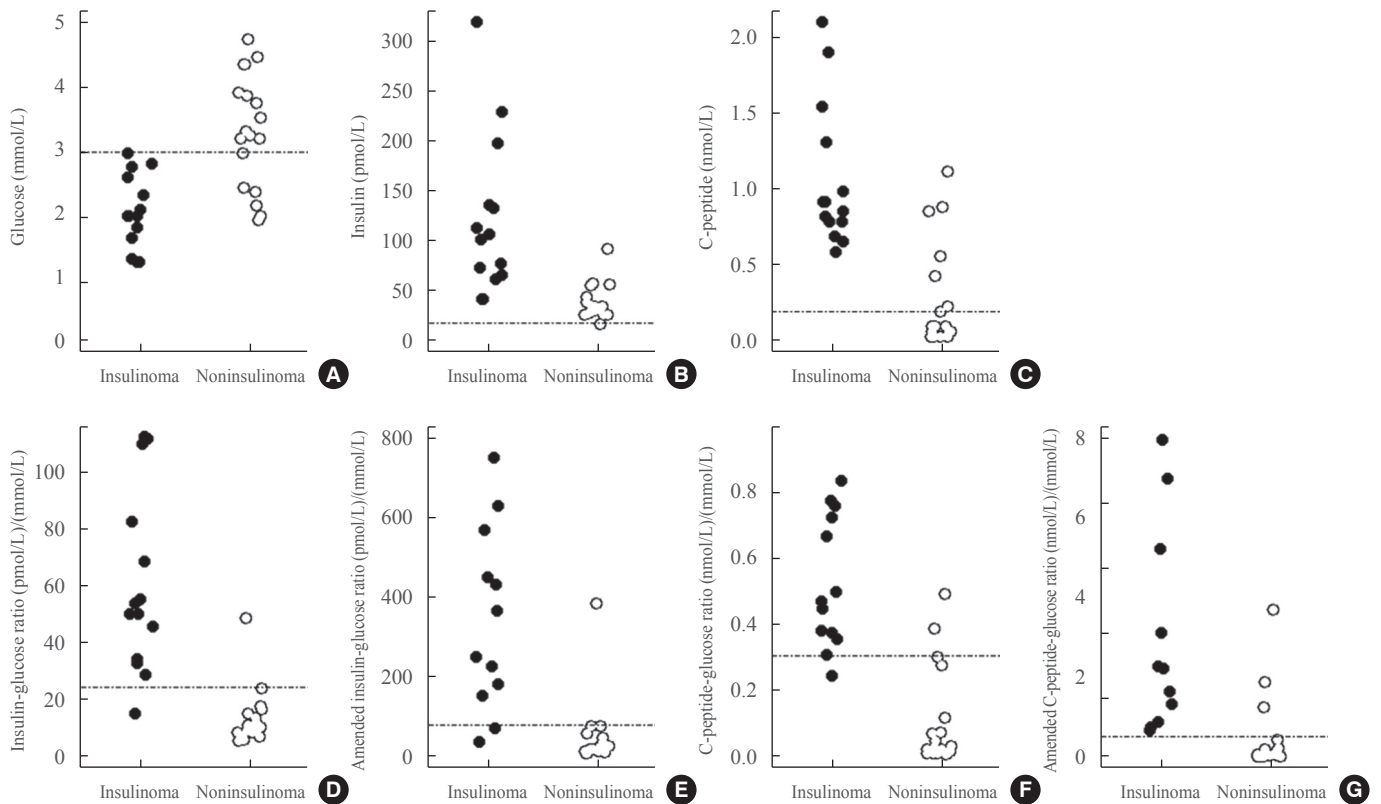 Glucose (mmol/L)
5
4
3
2
1
0
Insulinoma Noninsulinoma
A
Insulin (pmol/L)
300
250
200
150
100
50
0
Insulinoma Noninsulinoma
B
C-peptide (nmol/L)
2.0
1.5
1.0
0.5
0.0
Insulinoma Noninsulinoma
C
Insulin-glucose ratio (pmol/L)/(mmol/L)
100
80
60
40
20
0
Insulinoma Noninsulinoma
D
Amended insulin-glucose ratio (pmol/L)/(mmol/L)
800
600
400
200
0
Insulinoma Noninsulinoma
E
C-peptide-glucose ratio (nmol/L)/(mmol/L)
0.8
0.6
0.4
0.2
0.0
Insulinoma Noninsulinoma
F
Amended C-peptide-glucose ratio (nmol/L)/(mmol/L)
8
6
4
2
0
Insulinoma Noninsulinoma
G